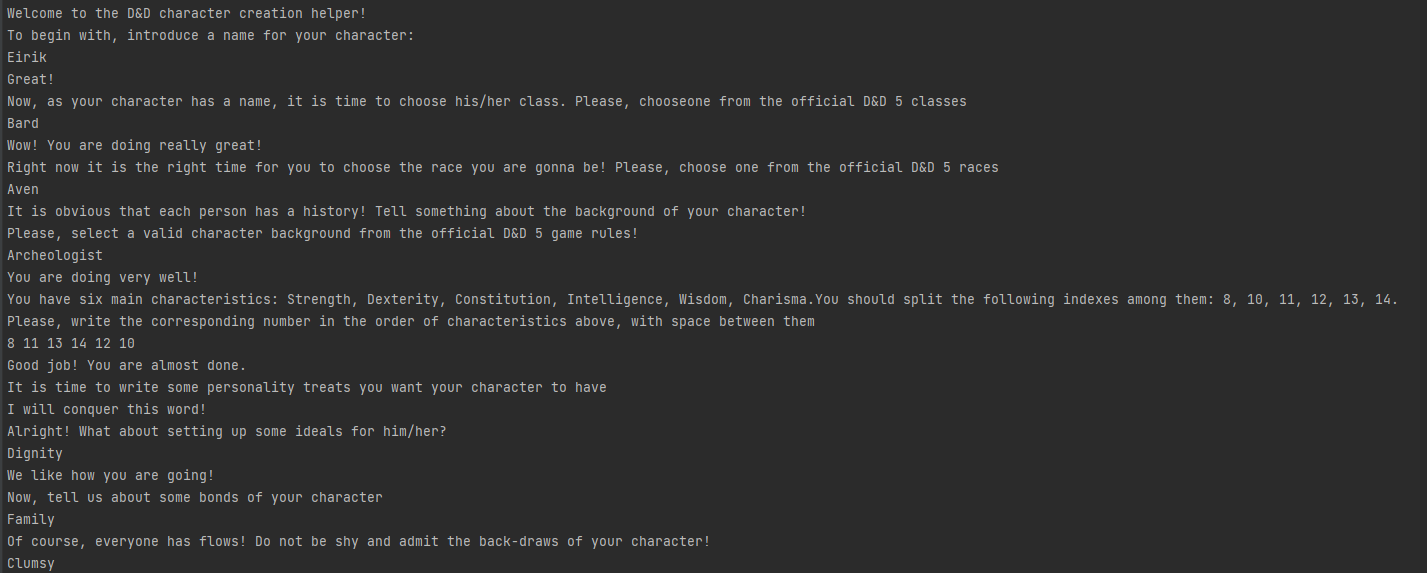 Welcome to the D&D character creation helper!
To begin with, introduce a name for your character:
Eirik
Great!
Now, as your character has a name, it is time to choose his/her class. Please, chooseone from the official D&D 5 classes
Bard
Wow! You are doing really great!
Right now it is the right time for you to choose the race you are gonna be! Please, choose one from the official D&D 5 races
Aven
It is obvious that each person has a history! Tell something about the background of your character!
Please, select a valid character background from the official D&D 5 game rules!
Archeologist
You are doing very well!
You have six main characteristics: Strength, Dexterity, Constitution, Intelligence, Wisdom, Charisma.You should split the following indexes among them: 8, 10, 11, 12, 13, 14.
Please, write the corresponding number in the order of characteristics above, with space between them
8 11 13 14 12 10
Good job! You are almost done.
It is time to write some personality treats you want your character to have
I will conquer this word!
Alright! What about setting up some ideals for him/her?
Dignity
We like how you are going!
Now, tell us about some bonds of your character
Family
Of course, everyone has flows! Do not be shy and admit the back-draws of your character!
Clumsy